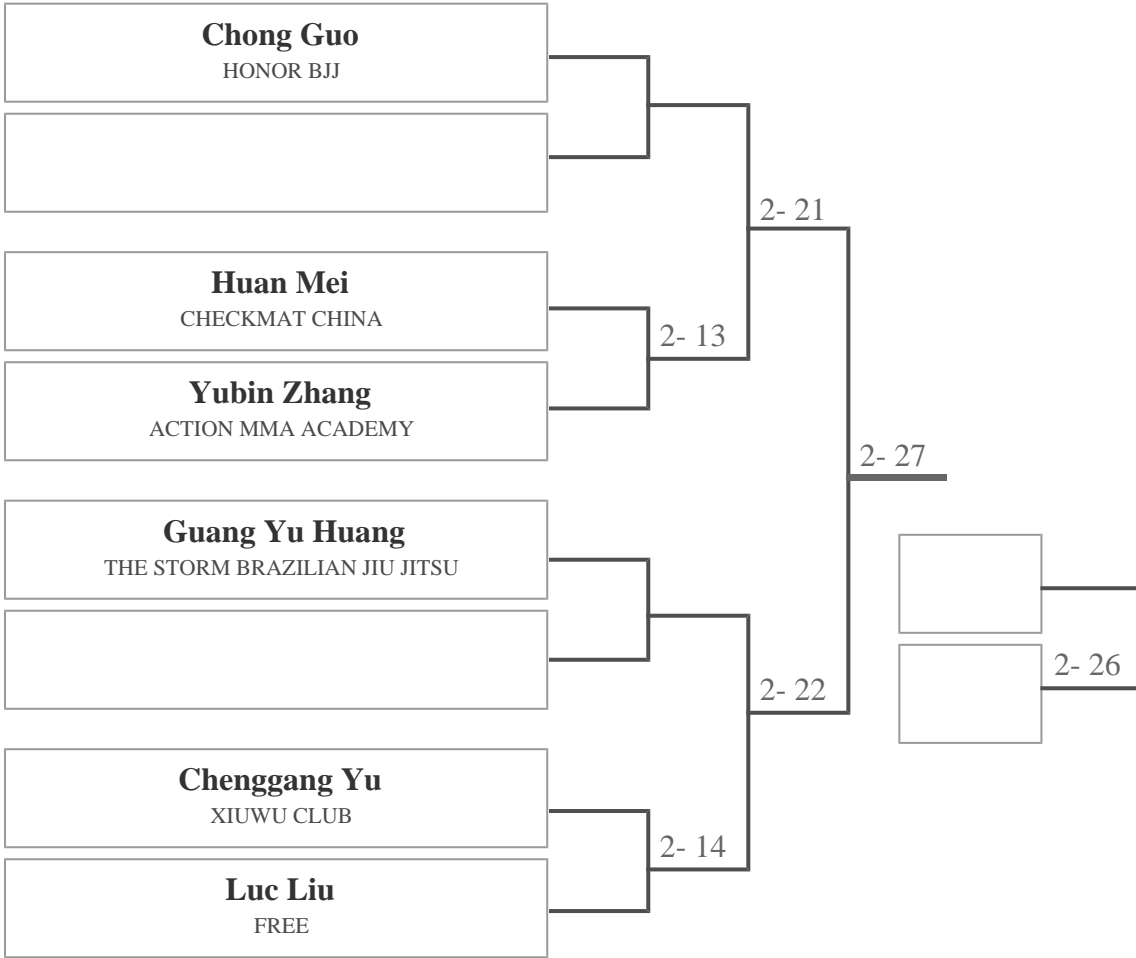 Chong Guo
HONOR BJJ
2- 21
Huan Mei
CHECKMAT CHINA
2- 13
Yubin Zhang
ACTION MMA ACADEMY
2- 27
Guang Yu Huang
THE STORM BRAZILIAN JIU JITSU
2- 26
2- 22
Chenggang Yu
XIUWU CLUB
2- 14
Luc Liu
FREE